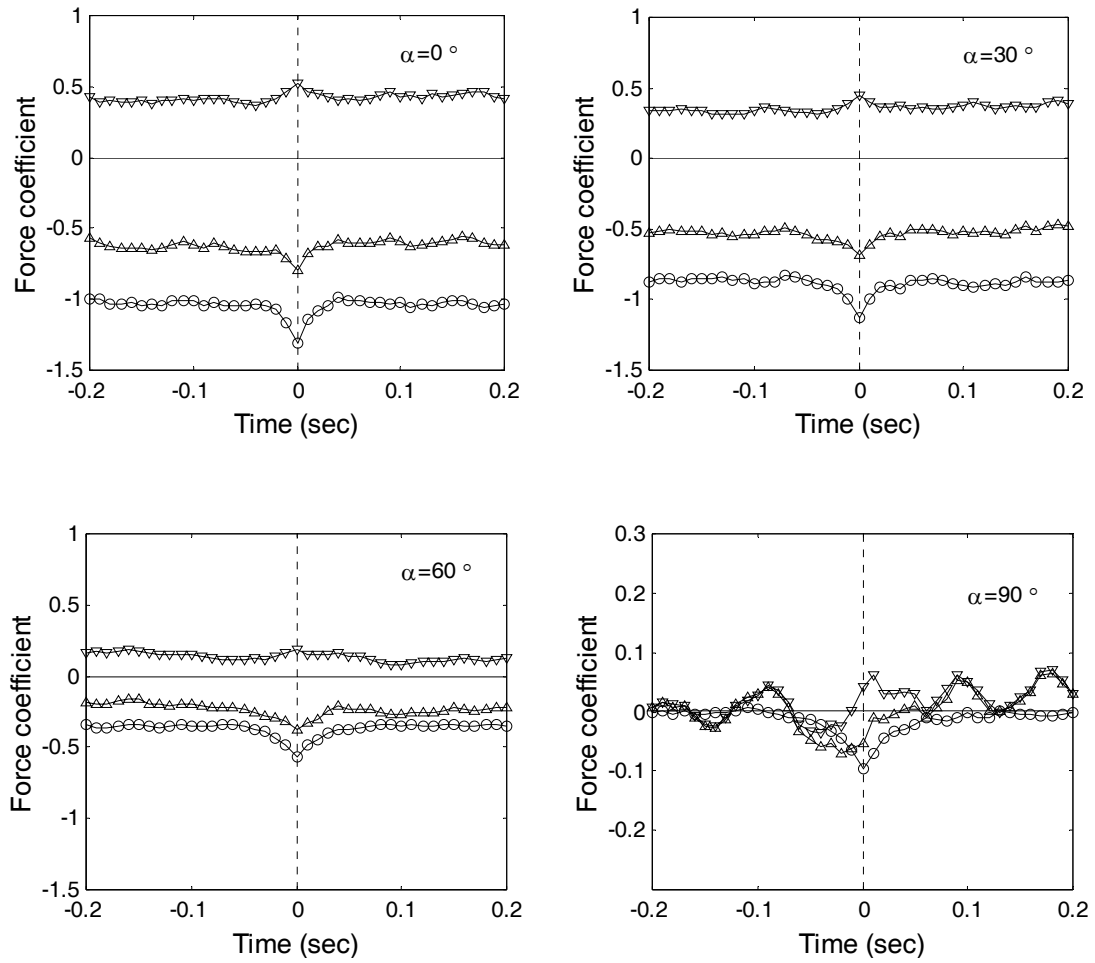 1
0.5
0
-0.5
-1
-1.5
Force coefficient
α=0 °
-0.2 -0.1 0 0.1 0.2
Time (sec)
1
0.5
0
-0.5
-1
-1.5
Force coefficient
α=30 °
-0.2 -0.1 0 0.1 0.2
Time (sec)
1
0.5
0
-0.5
-1
-1.5
Force coefficient
α=60 °
-0.2 -0.1 0 0.1 0.2
Time (sec)
0.3
0.2
0.1
0
-0.1
-0.2
Force coefficient
α=90 °
-0.2 -0.1 0 0.1 0.2
Time (sec)